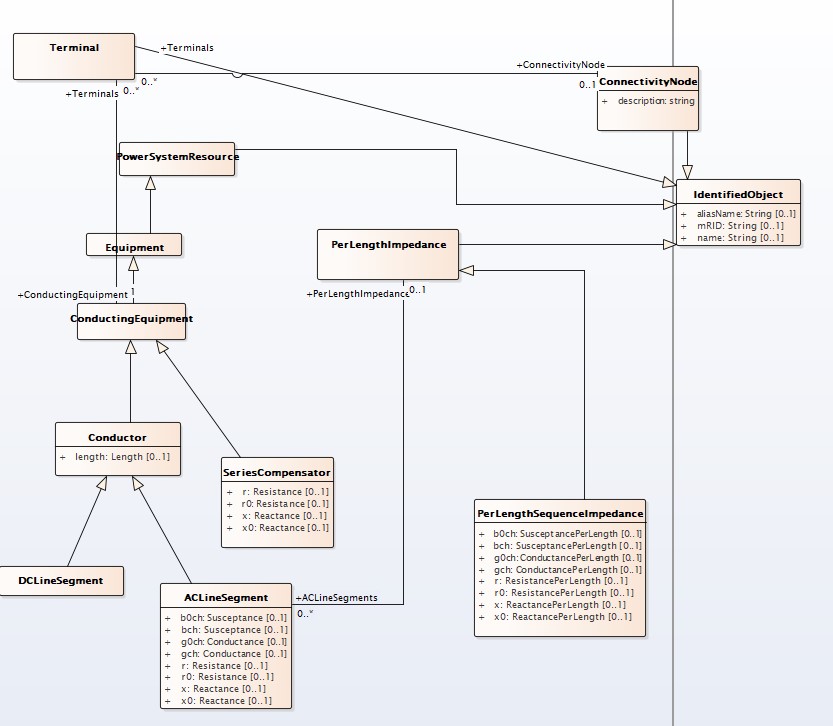 Terminal
+Terminals
+ConnectivityNode
0..*
0..1
+Terminals
0..*
ConnectivityNode
+ description: string
PowerSystemResource
IdentifiedObject
+ aliasName: String [0..1]
+ mRID: String [0..1]
+ name: String [0..1]
Equipment
PerLengthImpedance
+ConductingEquipment
1
+PerLengthImpedance
0..1
ConductingEquipment
Conductor
+ length: Length [0..1]
SeriesCompensator
+ r: Resistance [0..1]
+ r0: Resistance [0..1]
+ x: Reactance [0..1]
+ x0: Reactance [0..1]
PerLengthSequenceImpedance
+ b0ch: SusceptancePerLength [0..1]
+ bch: SusceptancePerLength [0..1]
+ g0ch: ConductancePerLength [0..1]
+ gch: ConductancePerLength [0..1]
+ r: ResistancePerLength [0..1]
+ r0: ResistancePerLength [0..1]
+ x: ReactancePerLength [0..1]
+ x0: ReactancePerLength [0..1]
DCLineSegment
ACLineSegment
+ b0ch: Susceptance [0..1]
+ bch: Susceptance [0..1]
+ g0ch: Conductance [0..1]
+ gch: Conductance [0..1]
+ r: Resistance [0..1]
+ r0: Resistance [0..1]
+ x: Reactance [0..1]
+ x0: Reactance [0..1]
+ACLineSegments
0..*